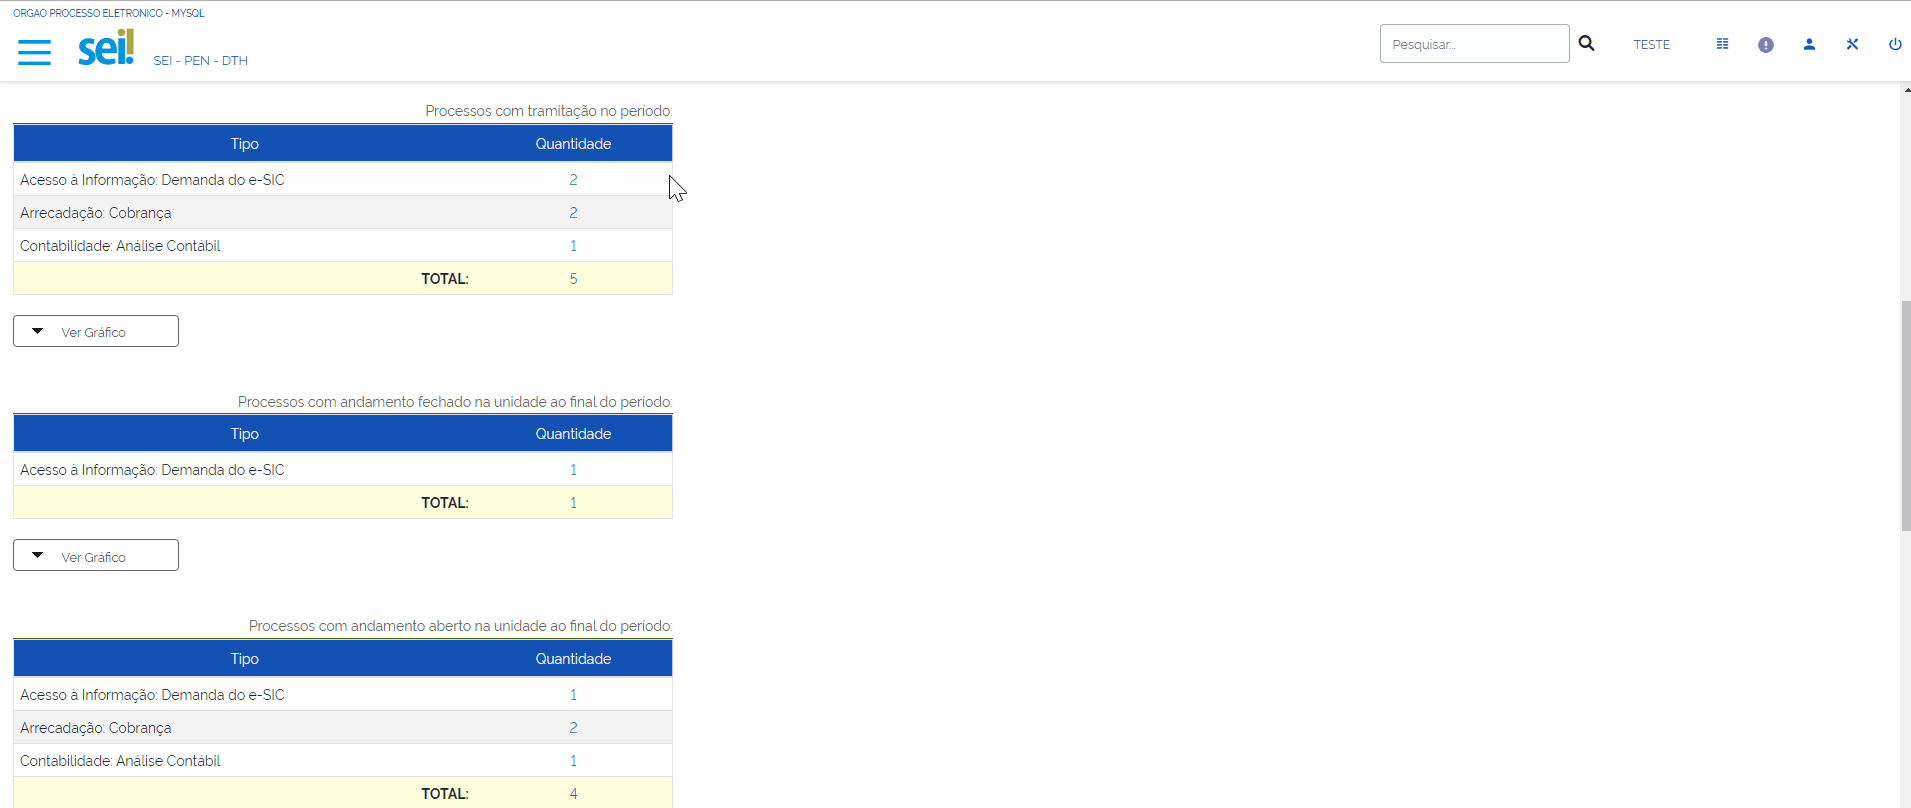 ORGAO PROCESSO ELETRONICO - MYSQL
sei!
SEI - PEN - DTH
Pesquisar...
TESTE
Processos com tramitação no período:
Tipo Quantidade
Acesso à Informação: Demanda do e-SIC 2
Arrecadação: Cobrança 2
Contabilidade: Análise Contábil 1
TOTAL: 5
Ver Gráfico
Processos com andamento fechado na unidade ao final do período:
Tipo Quantidade
Acesso à Informação: Demanda do e-SIC 1
TOTAL: 1
Ver Gráfico
Processos com andamento aberto na unidade ao final do período:
Tipo Quantidade
Acesso à Informação: Demanda do e-SIC 1
Arrecadação: Cobrança 2
Contabilidade: Análise Contábil 1
TOTAL: 4